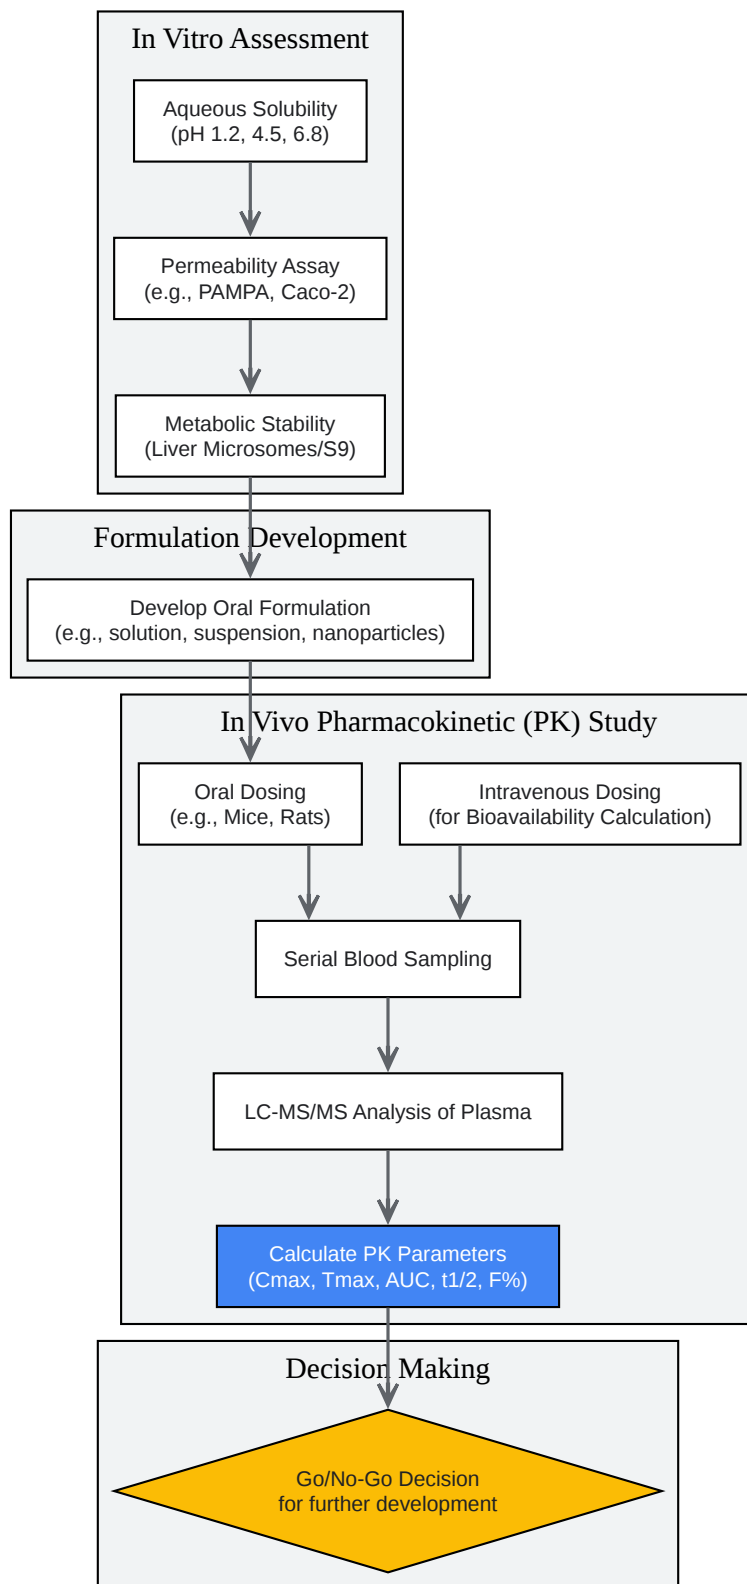 In Vitro Assessment
Aqueous Solubility
(pH 1.2, 4.5, 6.8)
Permeability Assay
(e.g., PAMPA, Caco-2)
Metabolic Stability
(Liver Microsomes/S9)
Formulation Development
Develop Oral Formulation
(e.g., solution, suspension, nanoparticles)
In Vivo Pharmacokinetic (PK) Study
Oral Dosing
(e.g., Mice, Rats)
Intravenous Dosing
(for Bioavailability Calculation)
Serial Blood Sampling
LC-MS/MS Analysis of Plasma
Calculate PK Parameters
(Cmax, Tmax, AUC, t1/2, F%)
Decision Making
Go/No-Go Decision
for further development